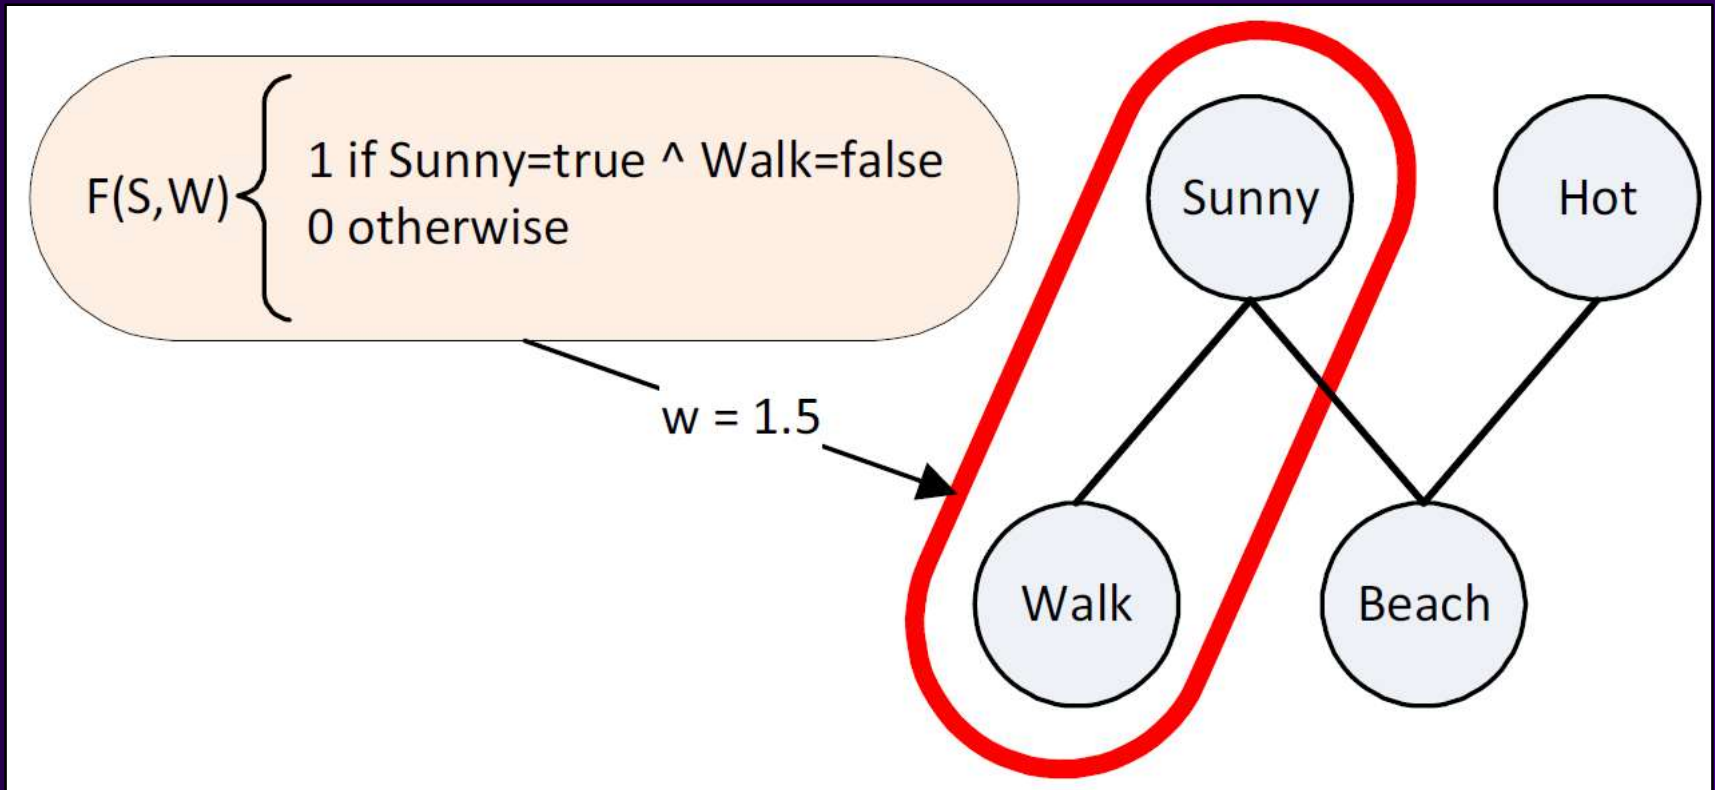 F(S,W)
1 if Sunny=true ^ Walk=false
0 otherwise
w = 1.5
Sunny
Hot
Walk
Beach